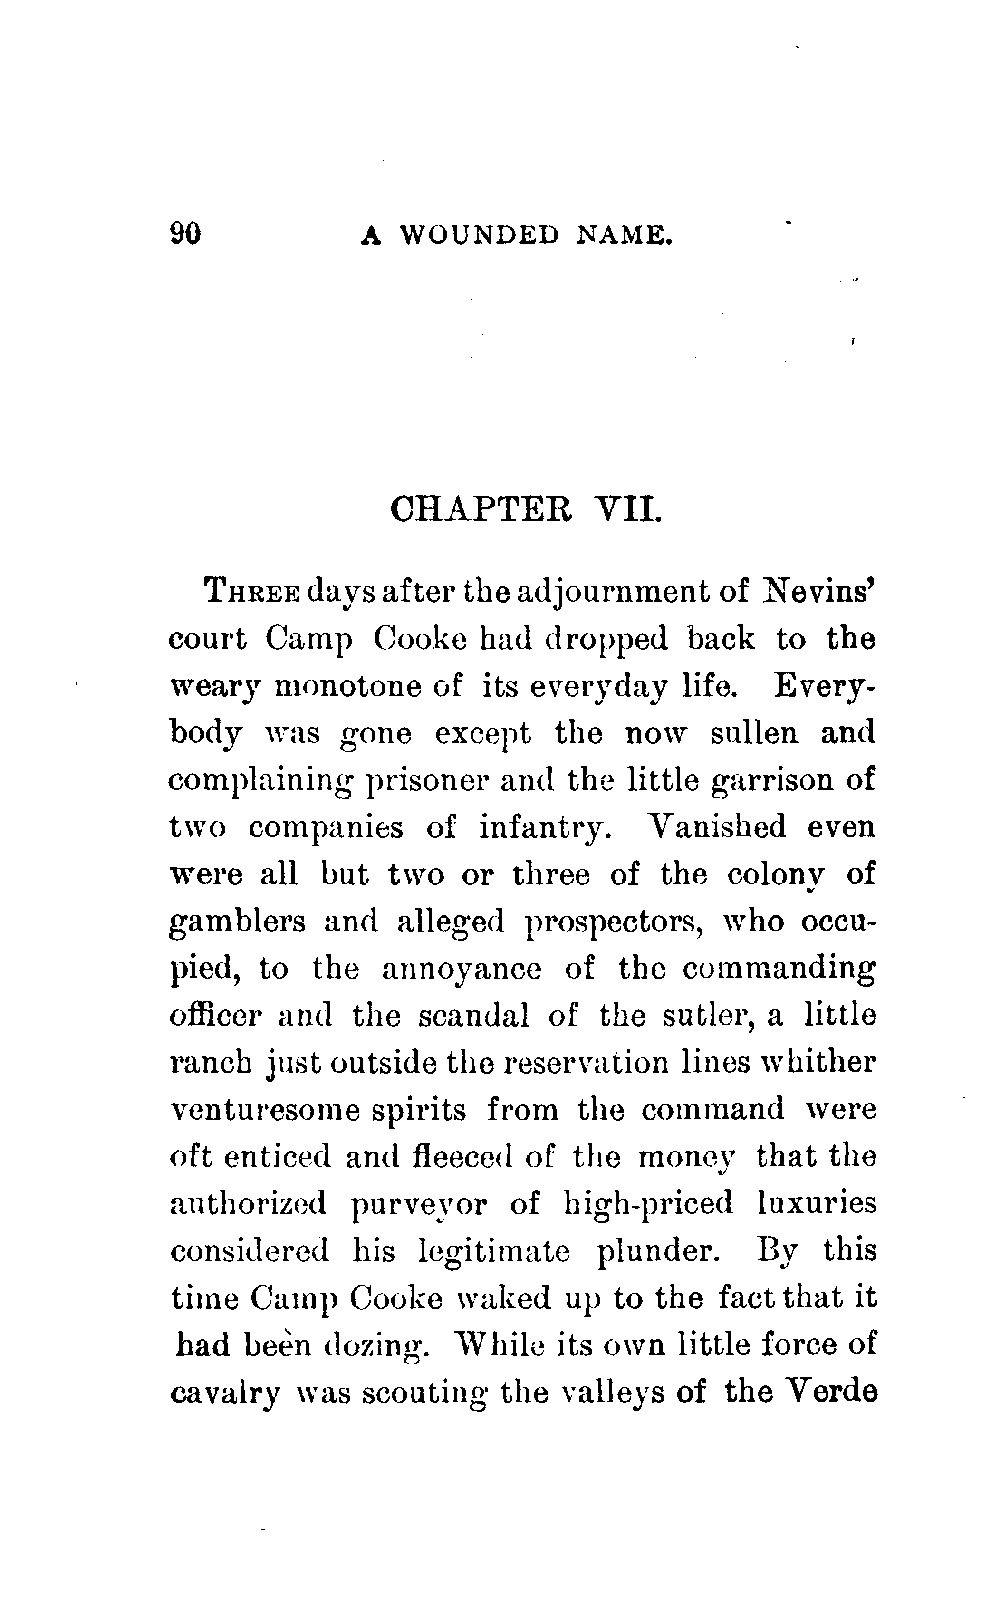 90 A WOUNDED NAME.
CHAPTER VII.
THREE days after the adjournment of Nevins'
court Camp Cooke had dropped back to the
weary monotone of its everyday life. Every-
body was gone except the now sullen and
complaining prisoner and the little garrison of
two companies of infantry. Vanished even
were all but two or three of the colony of
gamblers and alleged prospectors, who occu-
pied, to the annoyance of the commanding
officer and the scandal of the sutler, a little
ranch just outside the reservation lines whither
venturesome spirits from the command were
oft enticed and fleeced of the money that the
authorized purveyor of high-priced luxuries
considered his legitimate plunder. By this
time Camp Cooke waked up to the fact that it
had been dozing. While its own little force of
cavalry was scouting the valleys of the Verde